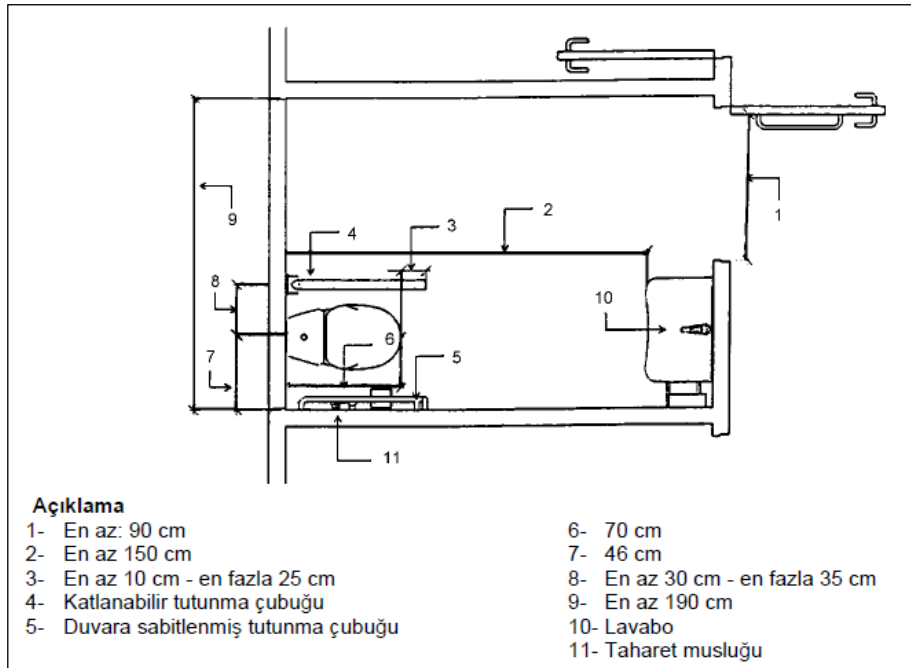 1
2
3
4
9
8
10
6
7
5
11
Açıklama
1- En az: 90 cm
2- En az 150 cm
3- En az 10 cm - en fazla 25 cm
4- Katlanabilir tutunma çubuğu
5- Duvara sabitlenmiş tutunma çubuğu
6- 70 cm
7- 46 cm
8- En az 30 cm - en fazla 35 cm
9- En az 190 cm
10- Lavabo
11- Taharet musluğu